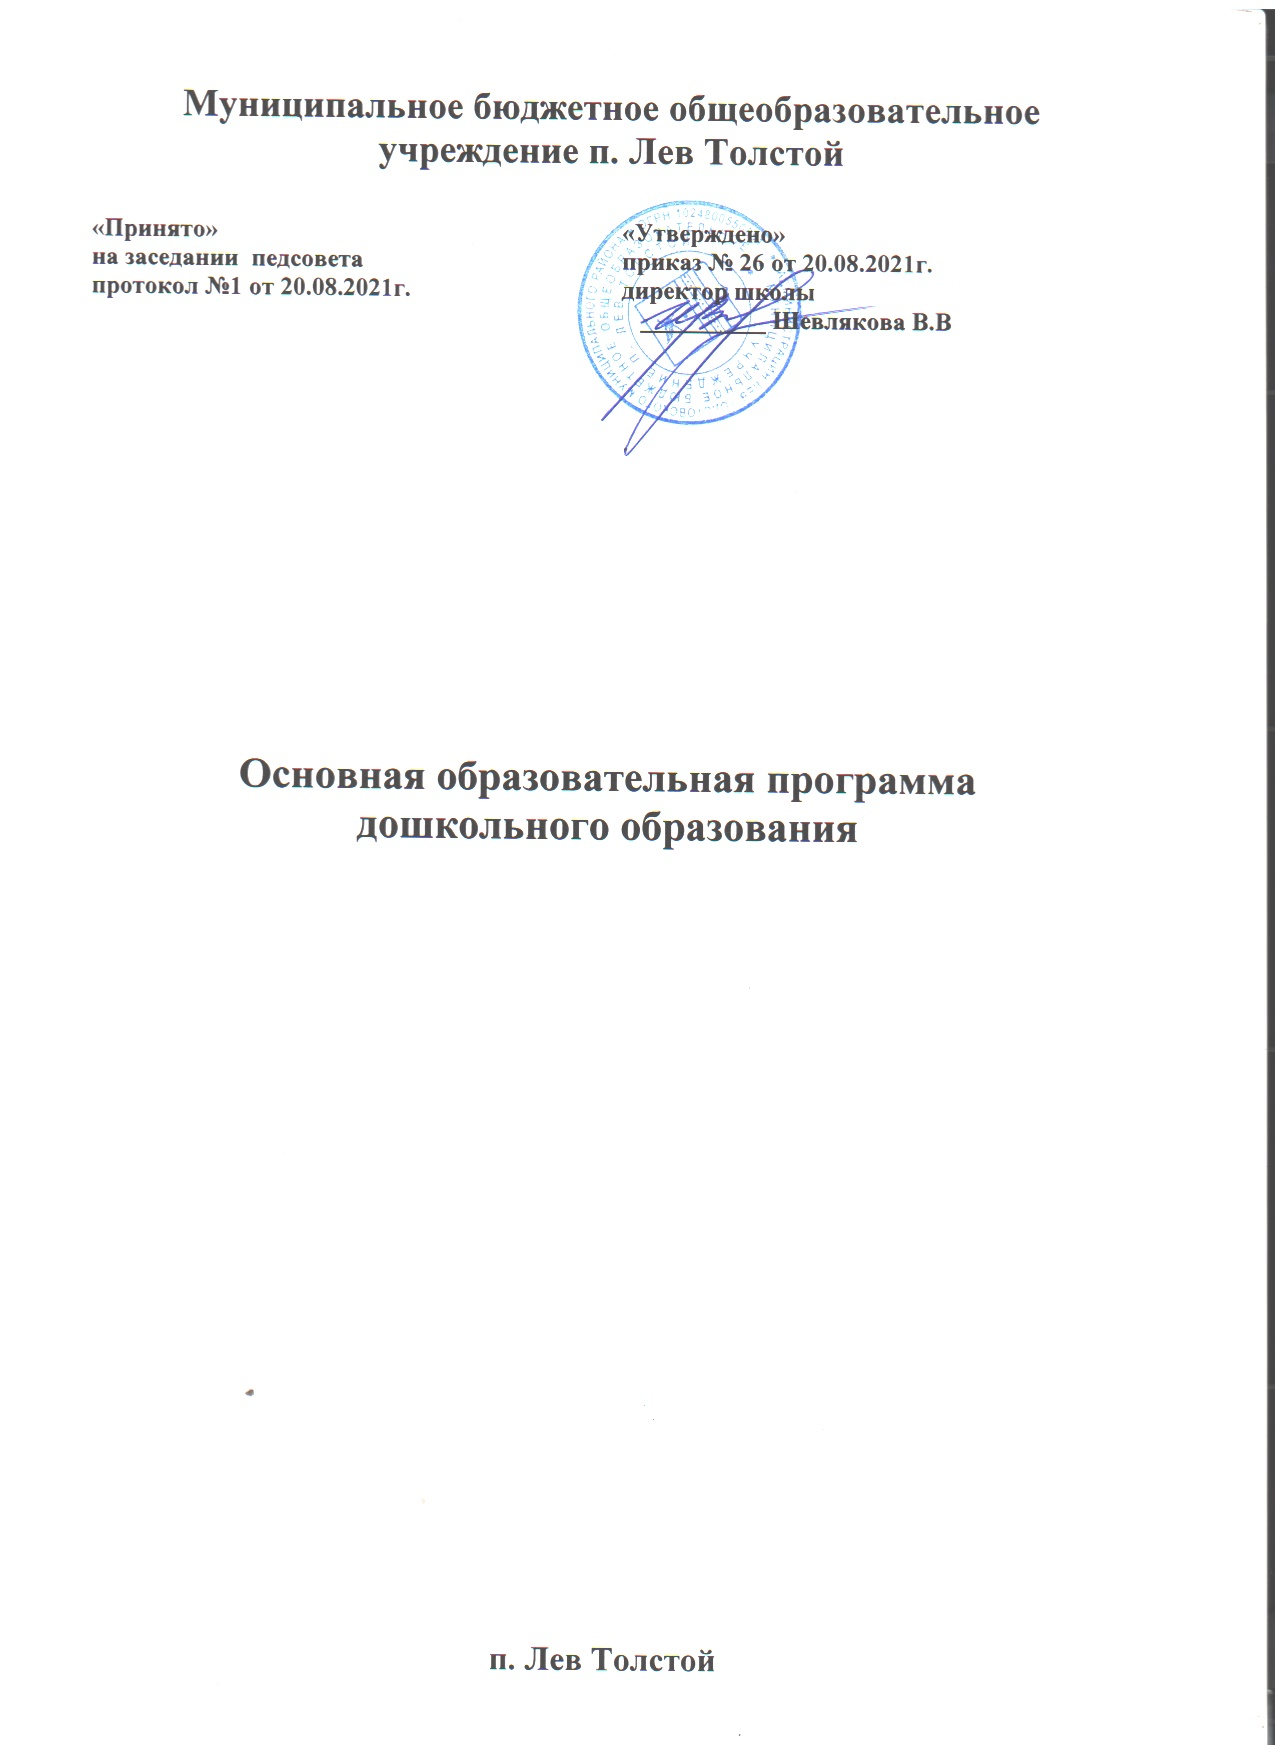 Муниципальное бюджетное общеобразовательное
учреждение п. Лев Толстой
«Принято»
на заседании  педсовета
протокол №1 от 20.08.2021г.
«Утверждено»
приказ № 26 от 20.08.2021г.
директор школы
__________ Шевлякова В.В
Основная образовательная программа
дошкольного образования
п. Лев Толстой